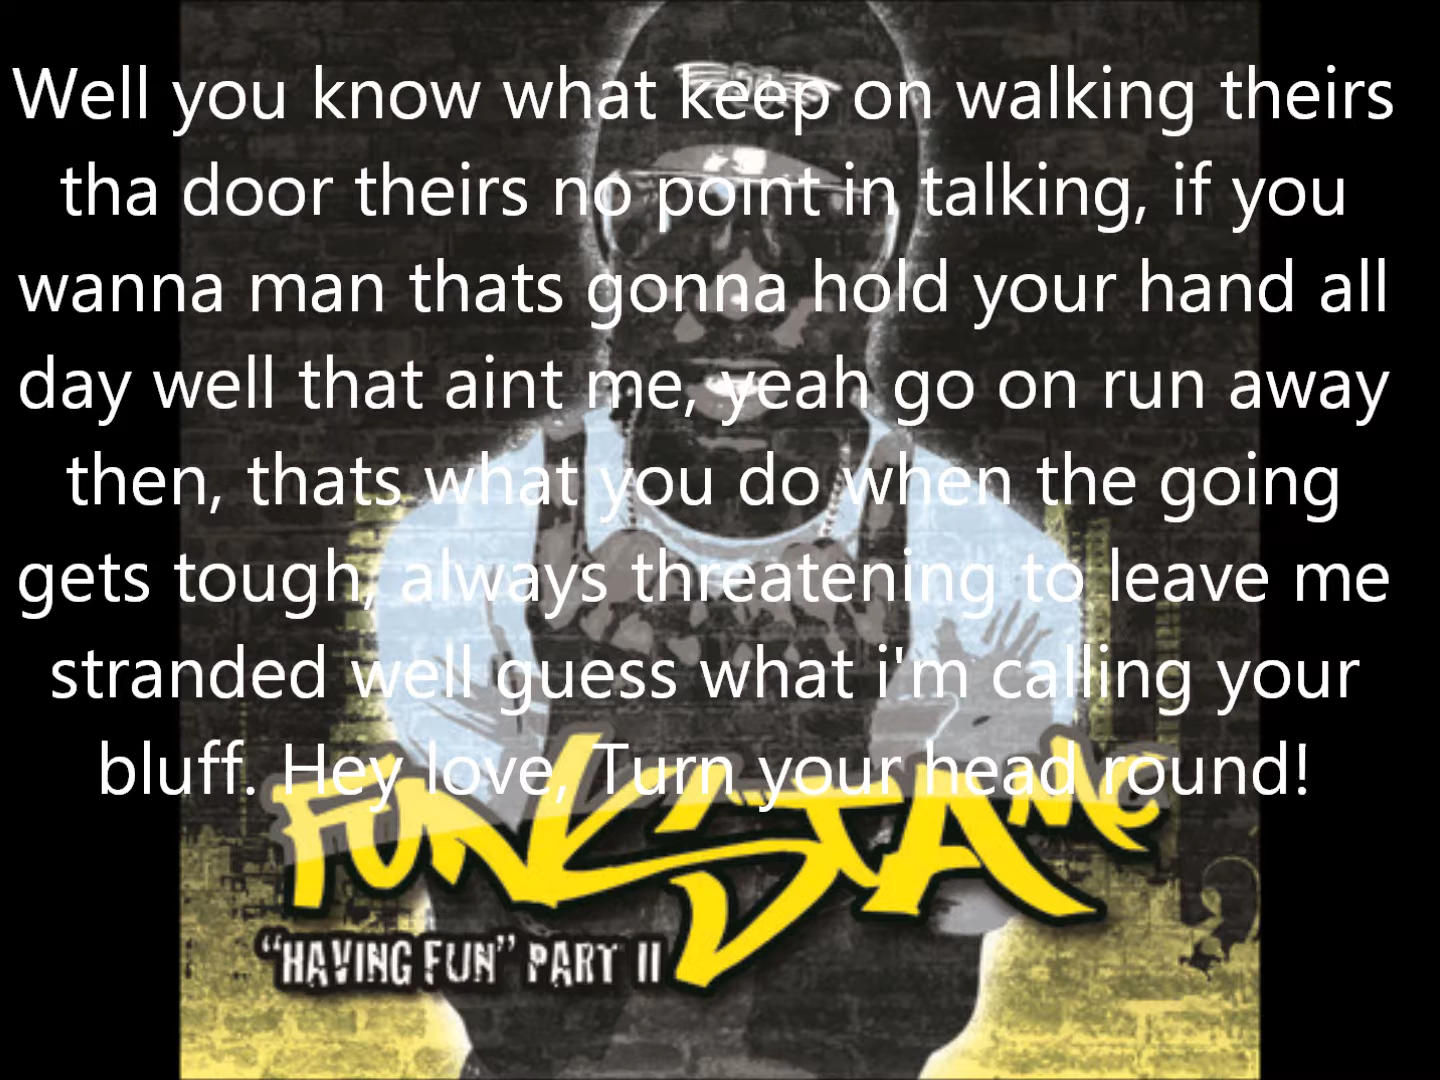 Well you know what keep on walking theirs
tha door theirs no point in talking, if you
wanna man thats gonna hold your hand all
day well that aint me, yeah go on run away
then, thats what you do when the going
gets tough, always threatening to leave me
stranded well guess what i'm calling your
bluff. Hey love, Turn your head round!
FUNKSTA MC
“HAVING FUN” PART II